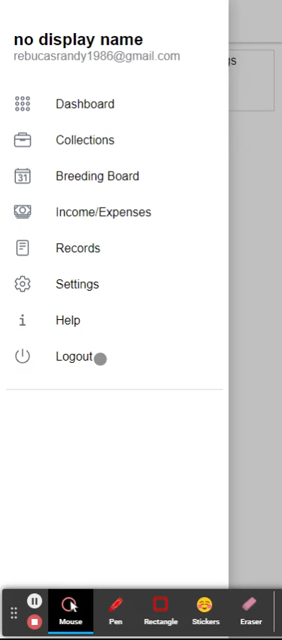 no display name
rebucasrandy1986@gmail.com
gs
Dashboard
Collections
31 Breeding Board
Income/Expenses
Records
Settings
Help
Logout
Mouse Pen Rectangle Stickers Eraser